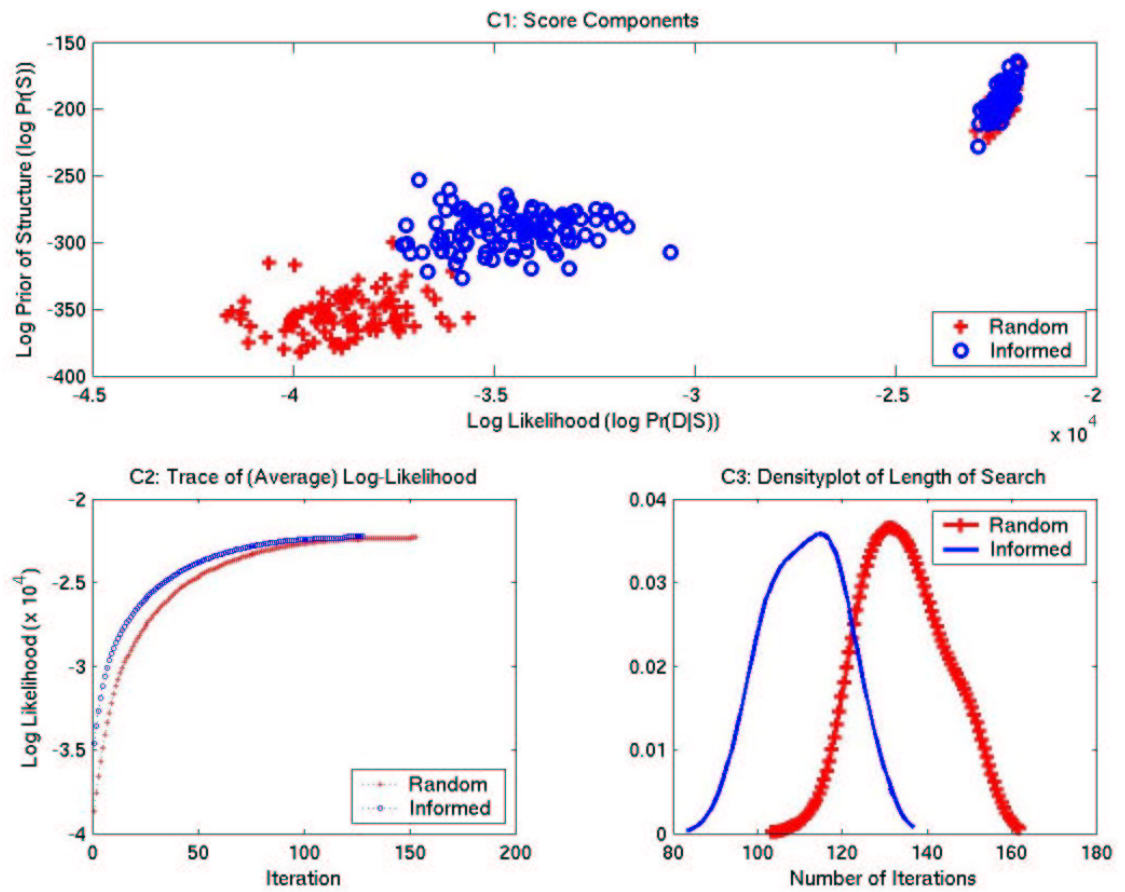 C1: Score Components
Log Prior of Structure (log Pr(S))
-150
-200
-250
-300
-350
-400
-4.5
-4
-3.5
-3
-2.5
-2
x 10^4
Log Likelihood (log Pr(D|S))
Random
Informed
C2: Trace of (Average) Log-Likelihood
Log Likelihood (x 10^4)
-2
-2.5
-3
-3.5
-4
0
50
100
150
200
Iteration
Random
Informed
C3: Densityplot of Length of Search
0.04
0.03
0.02
0.01
0
80
100
120
140
160
180
Number of Iterations
Random
Informed